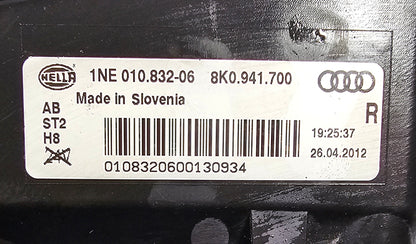 HELLA 1NE 010.832-06 8K0.941.700
Made in Slovenia
AB
ST2
H8
R
19:25:37
26.04.2012
0108320600130934